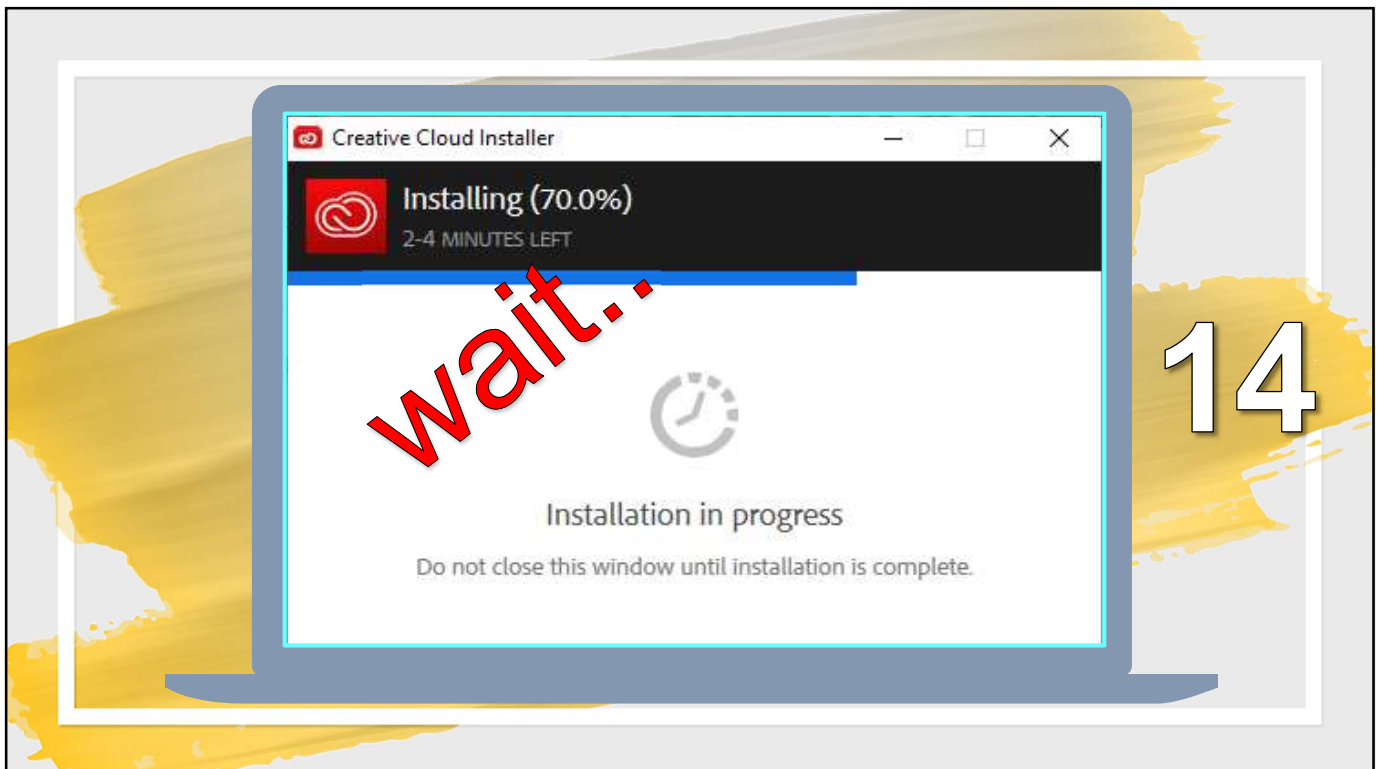 Creative Cloud Installer
Installing (70.0%)
2-4 MINUTES LEFT
wait..
14
Installation in progress
Do not close this window until installation is complete.